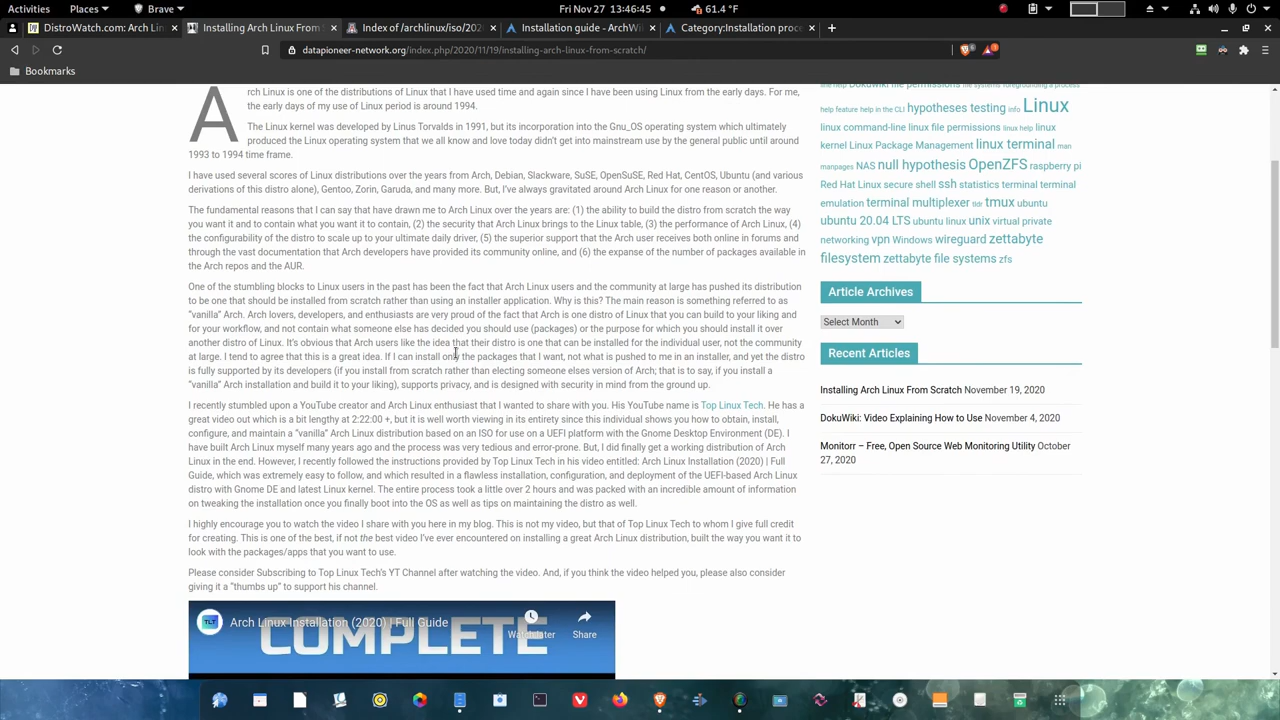 Activities Places Brave Fri Nov 27 13:46:45 61.4 °F
DistroWatch.com: Arch Lin Installing Arch Linux From Index of /archlinux/iso/202 Installation guide - ArchWi Category:Installation proce
datapioneer-network.org/index.php/2020/11/19/installing-arch-linux-from-scratch/
Bookmarks
Arch Linux is one of the distributions of Linux that I have used time and again since I have been using Linux from the early days. For me,
the early days of my use of Linux period is around 1994.
The Linux kernel was developed by Linus Torvalds in 1991, but its incorporation into the Gnu_OS operating system which ultimately
produced the Linux operating system that we all know and love today didn't get into mainstream use by the general public until around
1993 to 1994 time frame.
I have used several scores of Linux distributions over the years from Arch, Debian, Slackware, SuSE, OpenSuSE, Red Hat, CentOS, Ubuntu (and various
derivations of this distro alone), Gentoo, Zorin, Garuda, and many more. But, I've always gravitated around Arch Linux for one reason or another.
The fundamental reasons that I can say that have drawn me to Arch Linux over the years are: (1) the ability to build the distro from scratch the way
you want it and to contain what you want it to contain, (2) the security that Arch Linux brings to the Linux table, (3) the performance of Arch Linux, (4)
the configurability of the distro to scale up to your ultimate daily driver, (5) the superior support that the Arch user receives both online in forums and
through the vast documentation that Arch developers have provided its community online, and (6) the expanse of the number of packages available in
the Arch repos and the AUR.
One of the stumbling blocks to Linux users in the past has been the fact that Arch Linux users and the community at large has pushed its distribution
to be one that should be installed from scratch rather than using an installer application. Why is this? The main reason is something referred to as
"vanilla" Arch. Arch lovers, developers, and enthusiasts are very proud of the fact that Arch is one distro of Linux that you can build to your liking and
for your workflow, and not contain what someone else has decided you should use (packages) or the purpose for which you should install it over
another distro of Linux. It's obvious that Arch users like the idea that their distro is one that can be installed for the individual user, not the community
at large. I tend to agree that this is a great idea. If I can install only the packages that I want, not what is pushed to me in an installer, and yet the distro
is fully supported by its developers (if you install from scratch rather than electing someone elses version of Arch; that is to say, if you install a
"vanilla" Arch installation and build it to your liking), supports privacy, and is designed with security in mind from the ground up.
I recently stumbled upon a YouTube creator and Arch Linux enthusiast that I wanted to share with you. His YouTube name is Top Linux Tech. He has a
great video out which is a bit lengthy at 2:22:00 +, but it is well worth viewing in its entirety since this individual shows you how to obtain, install,
configure, and maintain a "vanilla" Arch Linux distribution based on an ISO for use on a UEFI platform with the Gnome Desktop Environment (DE). I
have built Arch Linux myself many years ago and the process was very tedious and error-prone. But, I did finally get a working distribution of Arch
Linux in the end. However, I recently followed the instructions provided by Top Linux Tech in his video entitled: Arch Linux Installation (2020) | Full
Guide, which was extremely easy to follow, and which resulted in a flawless installation, configuration, and deployment of the UEFI-based Arch Linux
distro with Gnome DE and latest Linux kernel. The entire process took a little over 2 hours and was packed with an incredible amount of information
on tweaking the installation once you finally boot into the OS as well as tips on maintaining the distro as well.
I highly encourage you to watch the video I share with you here in my blog. This is not my video, but that of Top Linux Tech to whom I give full credit
for creating. This is one of the best, if not the best video I've ever encountered on installing a great Arch Linux distribution, built the way you want it to
look with the packages/apps that you want to use.
Please consider Subscribing to Top Linux Tech's YT Channel after watching the video. And, if you think the video helped you, please also consider
giving it a "thumbs up" to support his channel.
TLT Arch Linux Installation (2020) | Full Guide
COMPLETE
Watch later Share
help feature help in the CLI hypotheses testing info Linux
linux command-line linux file permissions linux help linux
kernel Linux Package Management linux terminal man
manpages NAS null hypothesis OpenZFS raspberry pi
Red Hat Linux secure shell ssh statistics terminal terminal
emulation terminal multiplexer tldr tmux ubuntu
ubuntu 20.04 LTS ubuntu linux unix virtual private
networking vpn Windows wireguard zettabyte
filesystem zettabyte file systems zfs
Article Archives
Select Month
Recent Articles
Installing Arch Linux From Scratch November 19, 2020
DokuWiki: Video Explaining How to Use November 4, 2020
Monitorr – Free, Open Source Web Monitoring Utility October
27, 2020